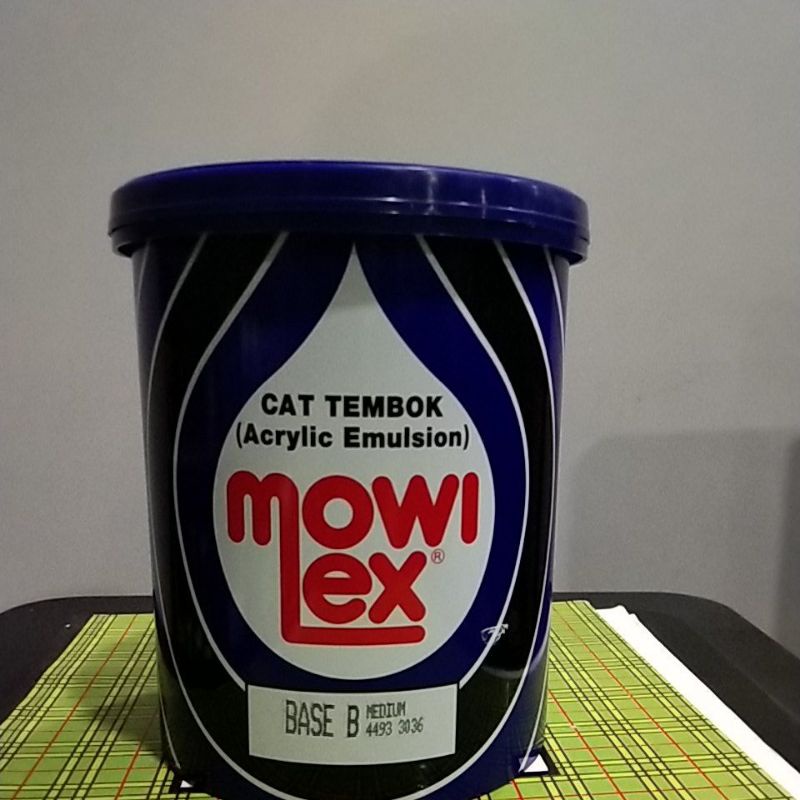 CAT TEMBOK
(Acrylic Emulsion)
mowi
Lex®
BASE B MEDIUM
4493 3036